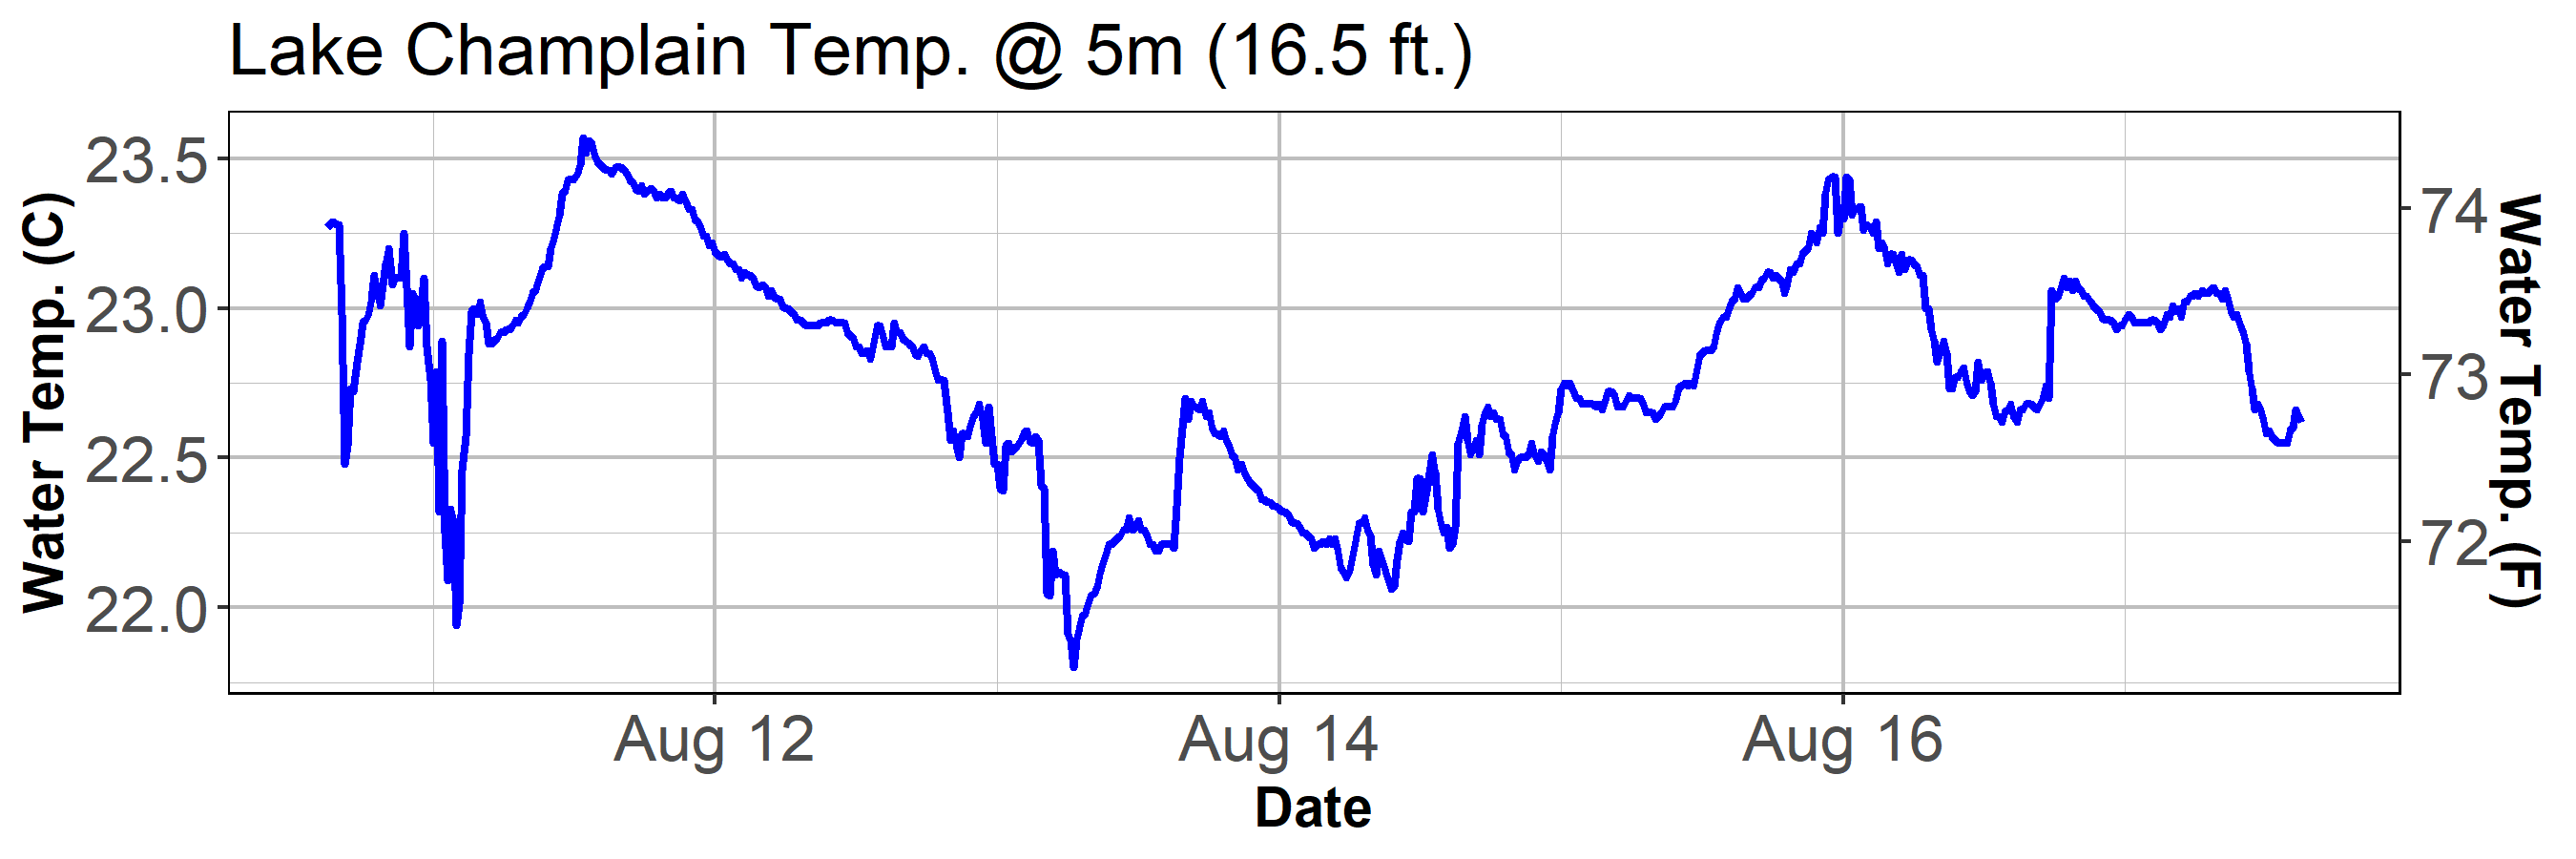 Lake Champlain Temp. @ 5m (16.5 ft.)
Water Temp. (C)
23.5
23.0
22.5
22.0
74
73
72
Water Temp. (F)
Aug 12 Aug 14 Aug 16
Date